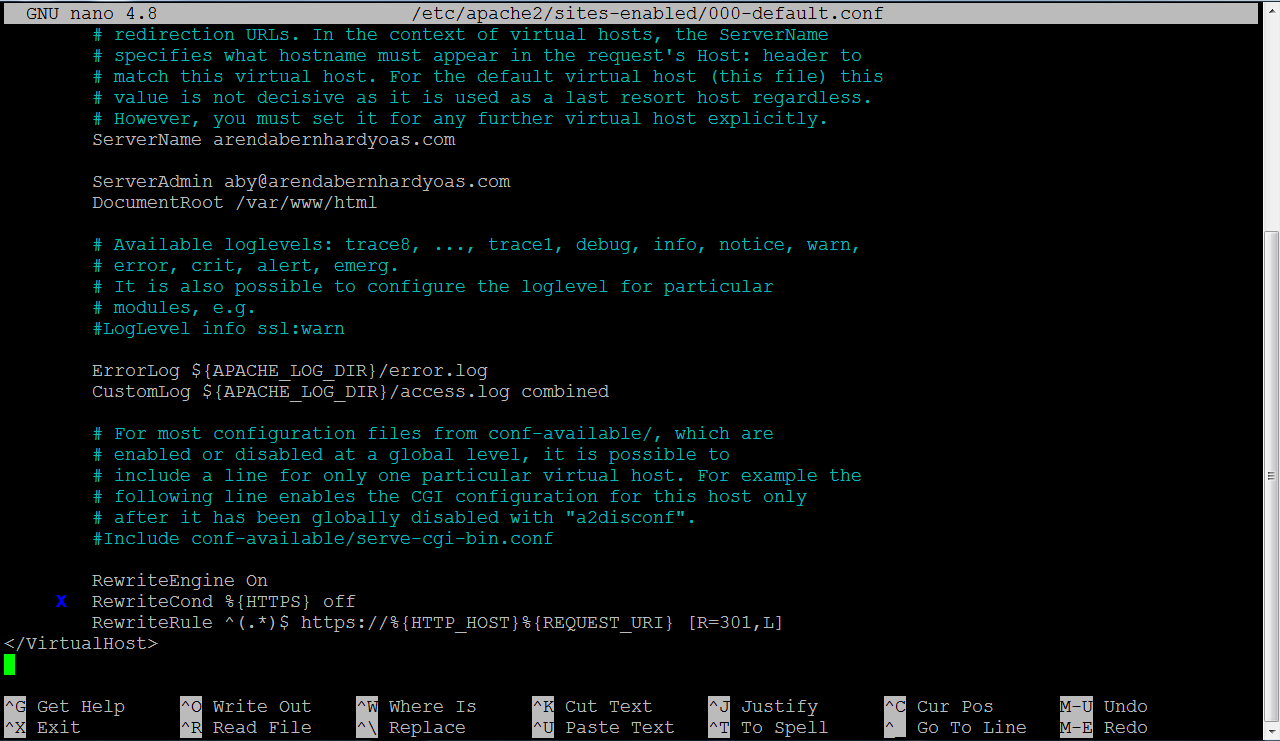 GNU nano 4.8 /etc/apache2/sites-enabled/000-default.conf
# redirection URLs. In the context of virtual hosts, the ServerName
# specifies what hostname must appear in the request's Host: header to
# match this virtual host. For the default virtual host (this file) this
# value is not decisive as it is used as a last resort host regardless.
# However, you must set it for any further virtual host explicitly.
ServerName arendabernhardyoas.com
ServerAdmin aby@arendabernhardyoas.com
DocumentRoot /var/www/html
# Available loglevels: trace8, ..., trace1, debug, info, notice, warn,
# error, crit, alert, emerg.
# It is also possible to configure the loglevel for particular
# modules, e.g.
#LogLevel info ssl:warn
ErrorLog ${APACHE_LOG_DIR}/error.log
CustomLog ${APACHE_LOG_DIR}/access.log combined
# For most configuration files from conf-available/, which are
# enabled or disabled at a global level, it is possible to
# include a line for only one particular virtual host. For example the
# following line enables the CGI configuration for this host only
# after it has been globally disabled with "a2disconf".
#Include conf-available/serve-cgi-bin.conf
RewriteEngine On
X RewriteCond %{HTTPS} off
RewriteRule ^(.*)$ https://%{HTTP_HOST}%{REQUEST_URI} [R=301,L]
</VirtualHost>
^G Get Help ^O Write Out ^W Where Is ^K Cut Text ^J Justify ^C Cur Pos M-U Undo
^X Exit ^R Read File ^\ Replace ^U Paste Text ^T To Spell ^_ Go To Line M-E Redo